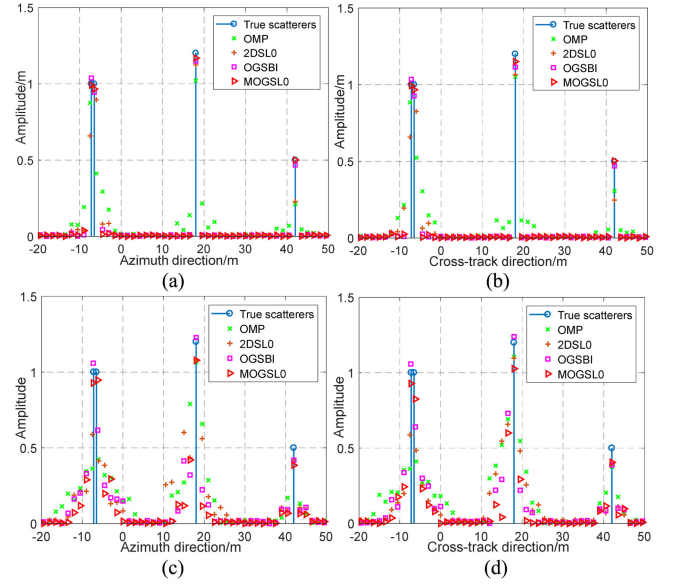 1.5
1
0.5
0
Amplitude/m
-20 -10 0 10 20 30 40 50
Azimuth direction/m
True scatterers
OMP
2DSL0
OGSBI
MOGSL0
(a)
1.5
1
0.5
0
Amplitude/m
-20 -10 0 10 20 30 40 50
Cross-track direction/m
True scatterers
OMP
2DSL0
OGSBI
MOGSL0
(b)
1.5
1
0.5
0
Amplitude
-20 -10 0 10 20 30 40 50
Azimuth direction/m
True scatterers
OMP
2DSL0
OGSBI
MOGSL0
(c)
1.5
1
0.5
0
Amplitude
-20 -10 0 10 20 30 40 50
Cross-track direction/m
True scatterers
OMP
2DSL0
OGSBI
MOGSL0
(d)